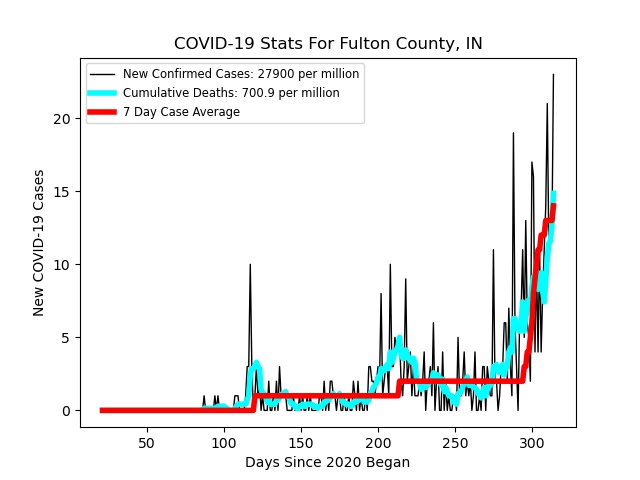 COVID-19 Stats For Fulton County, IN
New Confirmed Cases: 27900 per million
Cumulative Deaths: 700.9 per million
7 Day Case Average
New COVID-19 Cases
20
15
10
5
0
50 100 150 200 250 300
Days Since 2020 Began